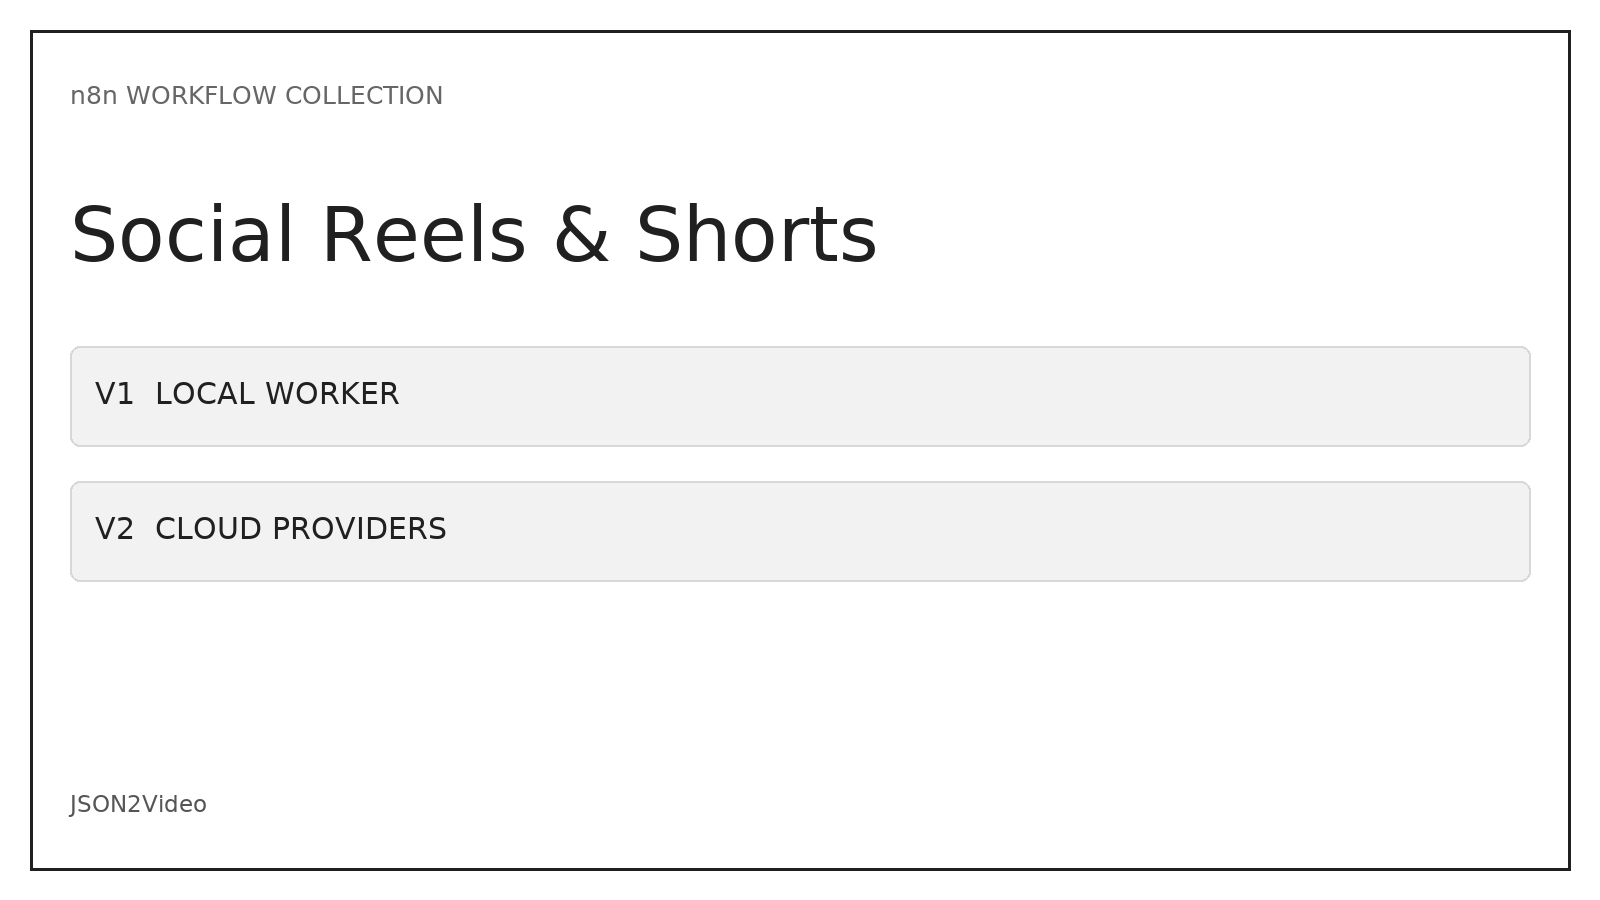 n8n WORKFLOW COLLECTION
Social Reels & Shorts
V1 LOCAL WORKER
V2 CLOUD PROVIDERS
JSON2Video